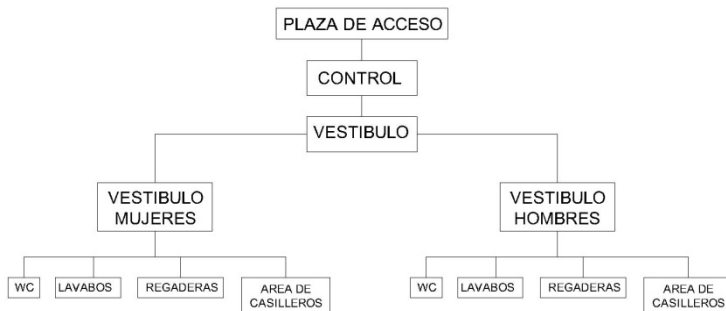 PLAZA DE ACCESO
CONTROL
VESTIBULO
VESTIBULO
MUJERES
VESTIBULO
HOMBRES
WC
LAVABOS
REGADERAS
AREA DE
CASILLEROS
WC
LAVABOS
REGADERAS
AREA DE
CASILLEROS